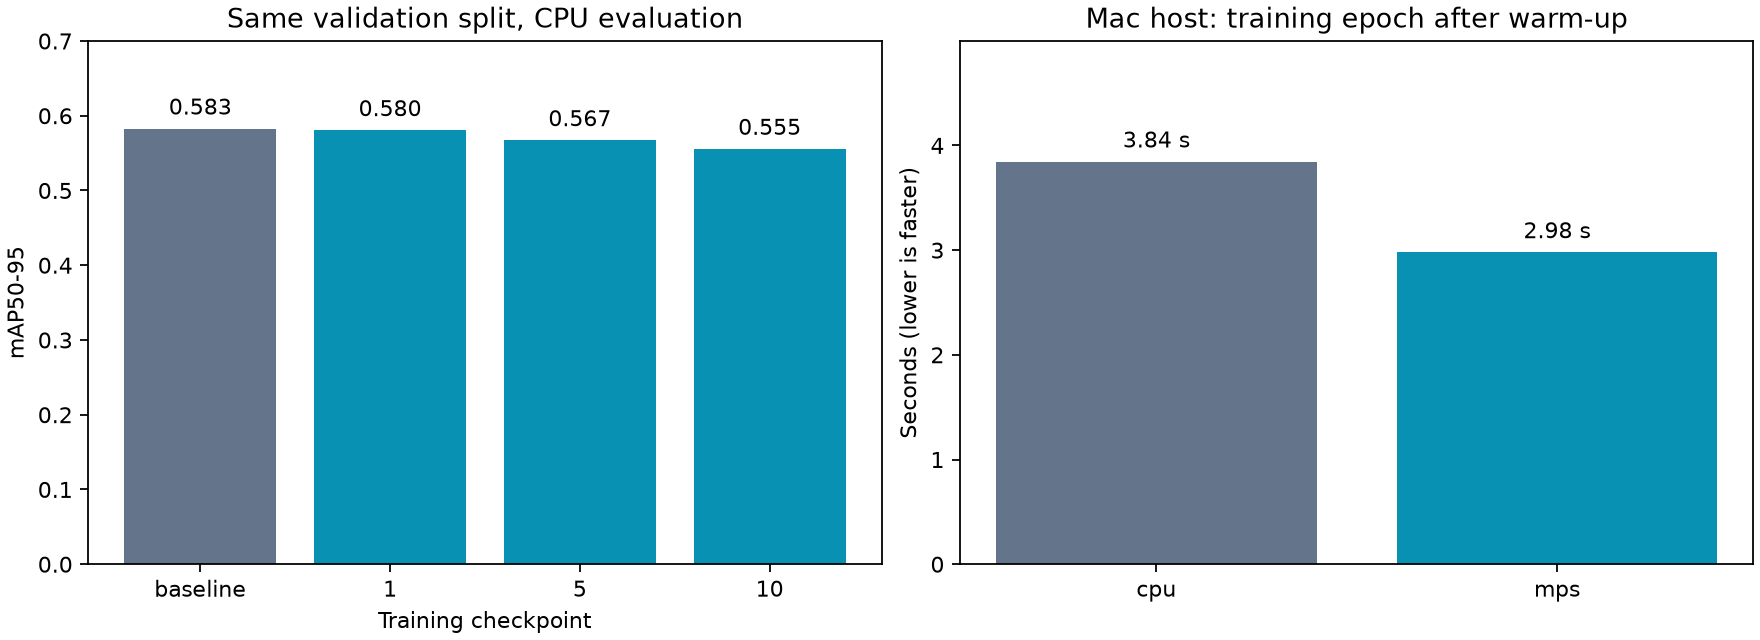 Same validation split, CPU evaluation
mAP50-95
0.7
0.6
0.5
0.4
0.3
0.2
0.1
0.0
0.583
0.580
0.567
0.555
baseline
1
5
10
Training checkpoint
Mac host: training epoch after warm-up
Seconds (lower is faster)
4
3
2
1
0
3.84 s
2.98 s
cpu
mps